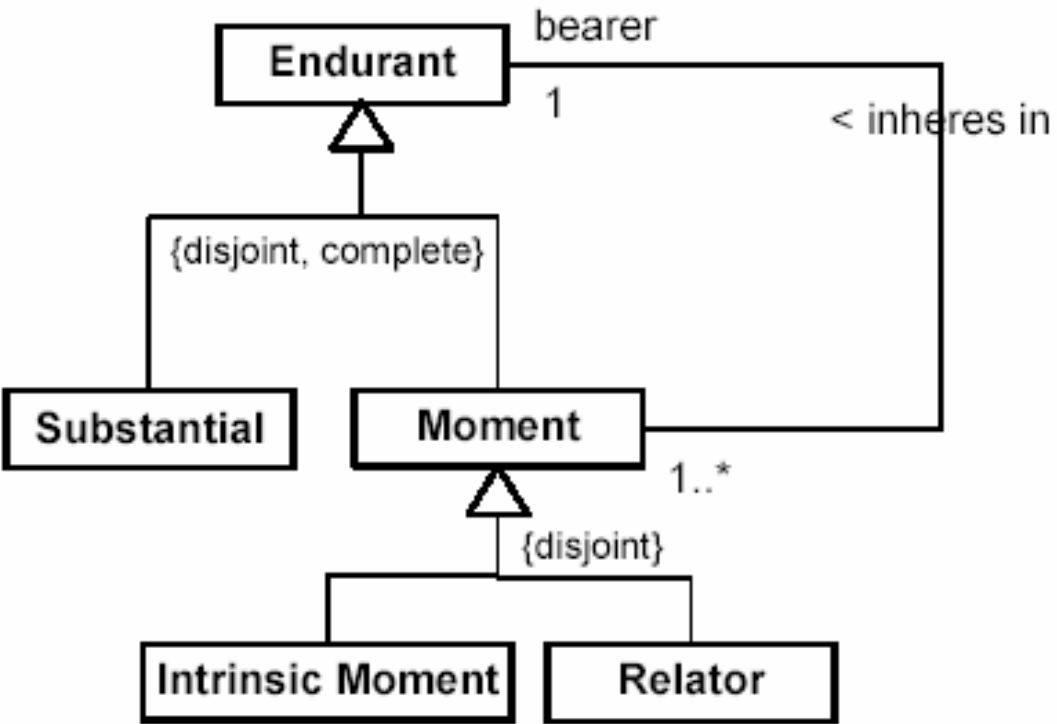 bearer
Endurant
1
< inheres in
{disjoint, complete}
Substantial
Moment
1..*
{disjoint}
Intrinsic Moment
Relator